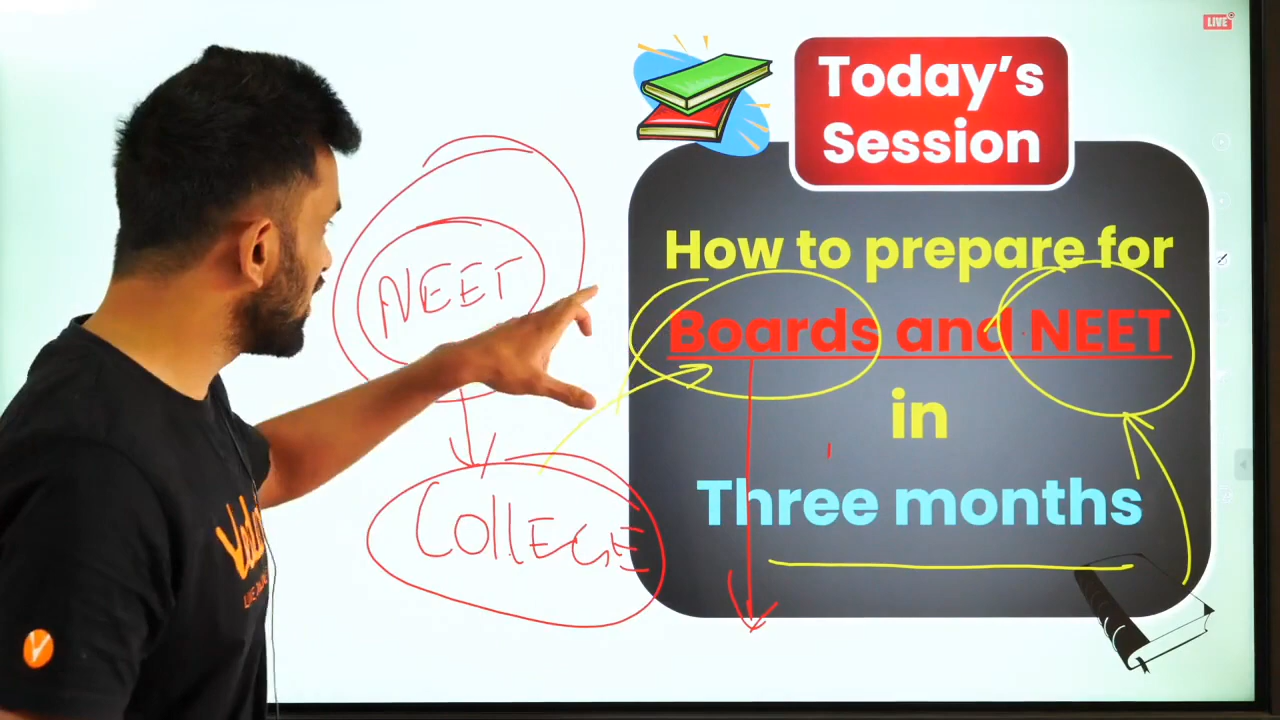 LIVE
Today's
Session
How to prepare for
Boards and NEET
in
Three months
NEET
COllEGE